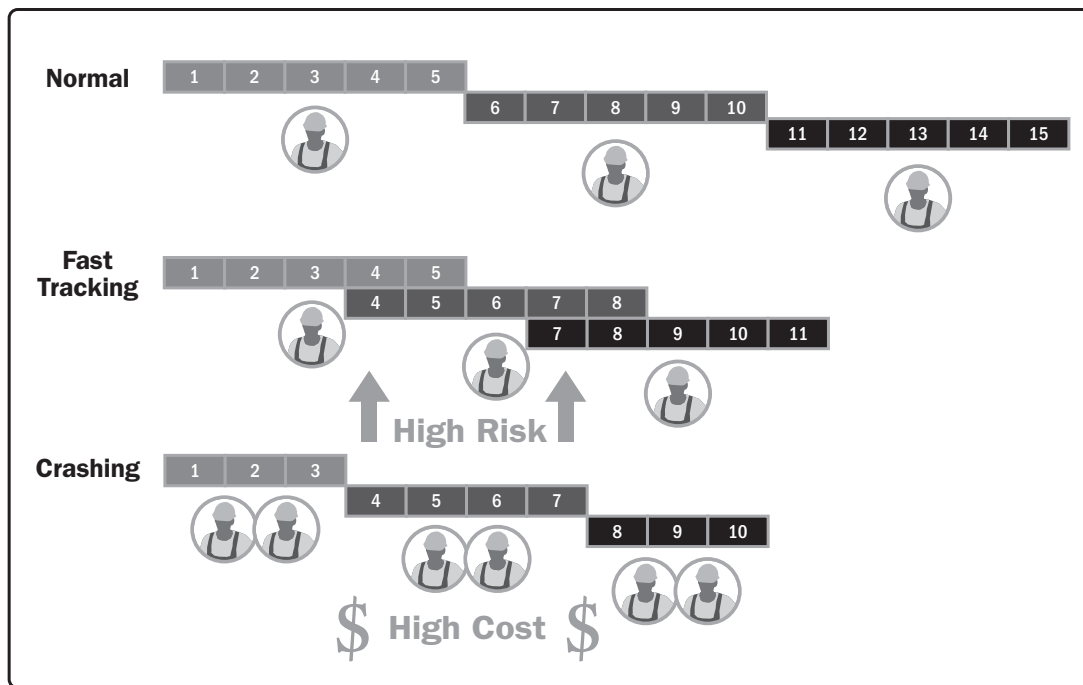 Normal
1 2 3 4 5
6 7 8 9 10
11 12 13 14 15
Fast
Tracking
1 2 3 4 5
4 5 6 7 8
7 8 9 10 11
High Risk
Crashing
1 2 3
4 5 6 7
8 9 10
$ High Cost $